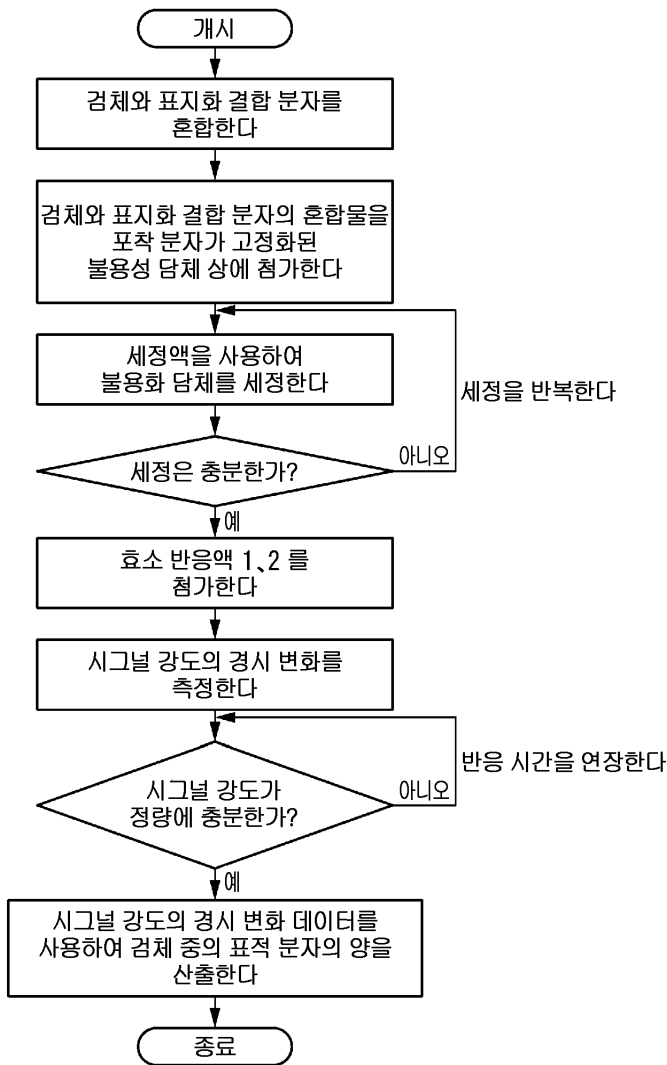 개시
검체와 표지화 결합 분자를
혼합한다
검체와 표지화 결합 분자의 혼합물을
포착 분자가 고정화된
불용성 담체 상에 첨가한다
세정액을 사용하여
불용화 담체를 세정한다
세정을 반복한다
세정은 충분한가?
아니오
예
효소 반응액 1、2 를
첨가한다
시그널 강도의 경시 변화를
측정한다
반응 시간을 연장한다
시그널 강도가
정량에 충분한가?
아니오
예
시그널 강도의 경시 변화 데이터를
사용하여 검체 중의 표적 분자의 양을
산출한다
종료